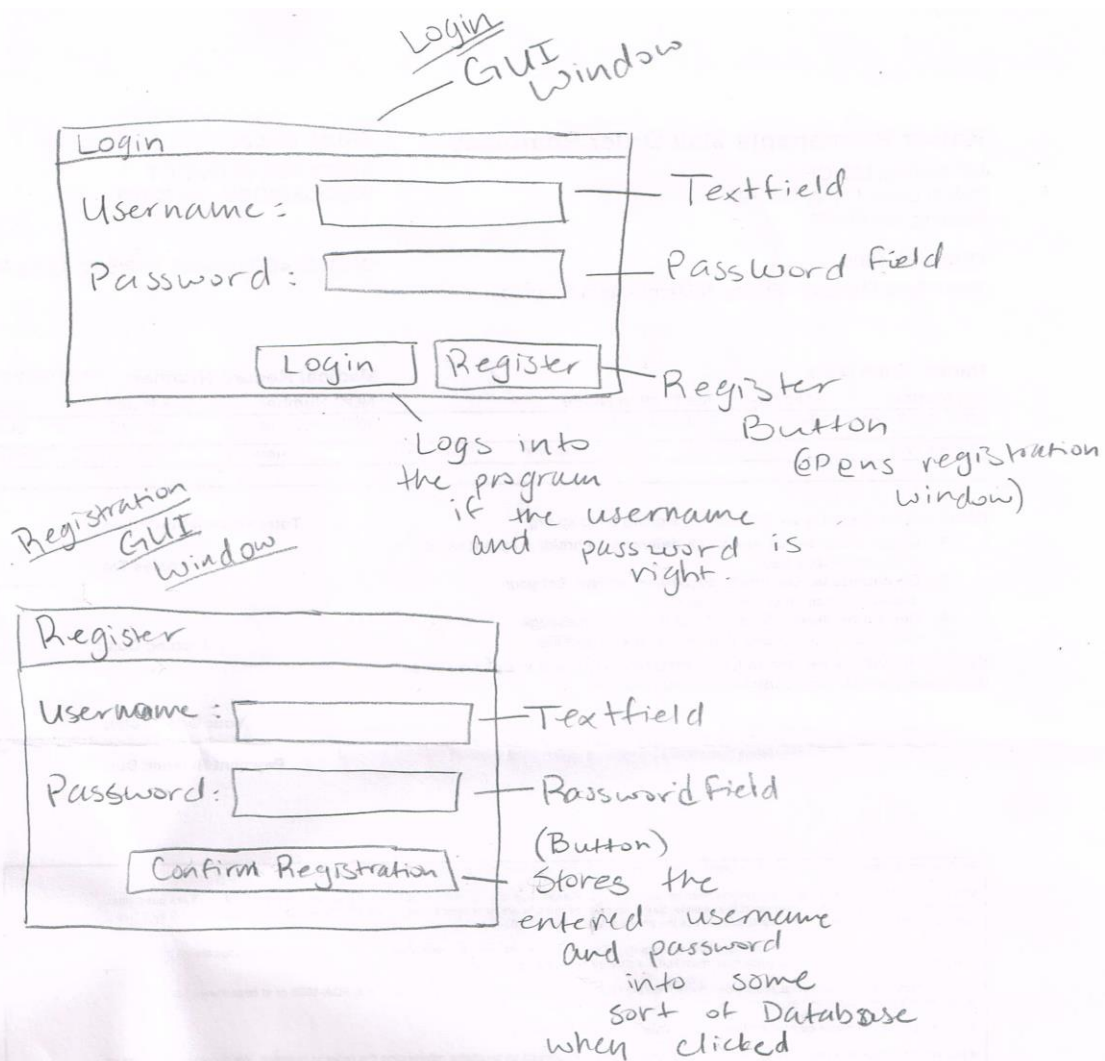 Login
GUI
Window
Login
Username:
Textfield
Password:
Password field
Login
Register
Register
Button
(Opens registration
window)
Logs into
the program
if the username
and password is
right.
Registration
GUI
Window
Register
Username:
Textfield
Password:
Password field
Confirm Registration
(Button)
Stores the
entered username
and password
into some
sort of Database
when clicked